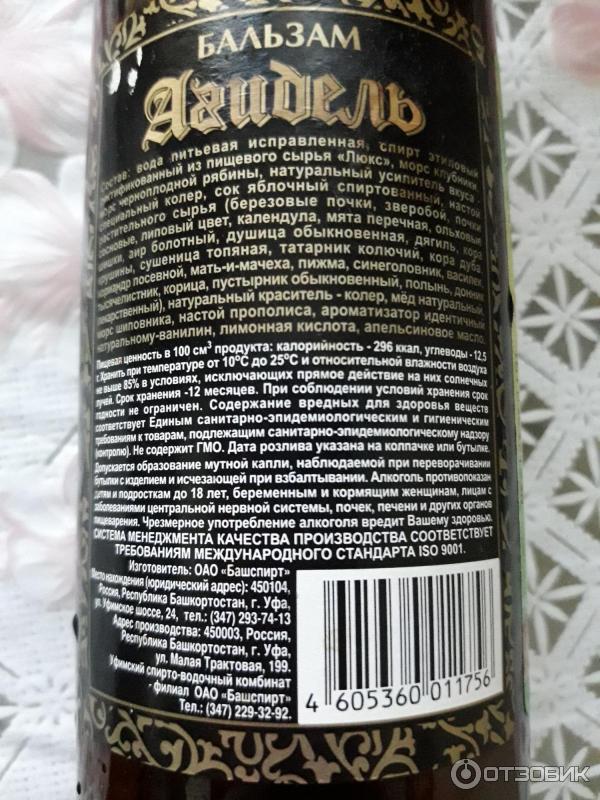 БАЛЬЗАМ
Агидель
Состав: вода питьевая исправленная, спирт этиловый
ректификованный из пищевого сырья «Люкс», морс клубники,
морс черноплодной рябины, натуральный усилитель вкуса -
специальный колер, сок яблочный спиртованный, настой
растительного сырья (березовые почки, зверобой, почки
сосновые, липовый цвет, календула, мята перечная, ольховые
шишки, аир болотный, душица обыкновенная, дягиль, кора
крушины, сушеница топяная, татарник колючий, кора дуба,
кориандр посевной, мать-и-мачеха, пижма, синеголовник, василек,
тысячелистник, корица, пустырник обыкновенный, полынь, донник
лекарственный), натуральный краситель - колер, мёд натуральный,
морс шиповника, настой прополиса, ароматизатор идентичный
натуральному-ванилин, лимонная кислота, апельсиновое масло.
Пищевая ценность в 100 см³ продукта: калорийность - 296 ккал, углеводы - 12,5
г. Хранить при температуре от 10°С до 25°С и относительной влажности воздуха
не выше 85% в условиях, исключающих прямое действие на них солнечных
лучей. Срок хранения -12 месяцев. При соблюдении условий хранения срок
годности не ограничен. Содержание вредных для здоровья веществ
соответствует Единым санитарно-эпидемиологическим и гигиеническим
требованиям к товарам, подлежащим санитарно-эпидемиологическому надзору
(контролю). Не содержит ГМО. Дата розлива указана на колпачке или бутылке.
Допускается образование мутной капли, наблюдаемой при переворачивании
бутылки с изделием и исчезающей при взбалтывании. Алкоголь противопоказан
детям и подросткам до 18 лет, беременным и кормящим женщинам, лицам с
заболеваниями центральной нервной системы, почек, печени и других органов
пищеварения. Чрезмерное употребление алкоголя вредит Вашему здоровью.
СИСТЕМА МЕНЕДЖМЕНТА КАЧЕСТВА ПРОИЗВОДСТВА СООТВЕТСТВУЕТ
ТРЕБОВАНИЯМ МЕЖДУНАРОДНОГО СТАНДАРТА ISO 9001.
Изготовитель: ОАО «Башспирт»
Место нахождения (юридический адрес): 450104,
Россия, Республика Башкортостан, г. Уфа,
ул. Уфимское шоссе, 24, тел.: (347) 293-74-13
Адрес производства: 450003, Россия,
Республика Башкортостан, г. Уфа,
ул. Малая Трактовая, 199.
Уфимский спирто-водочный комбинат
- филиал ОАО «Башспирт»
Тел.: (347) 229-32-92.
4 605360 011756
ОТЗОВИК